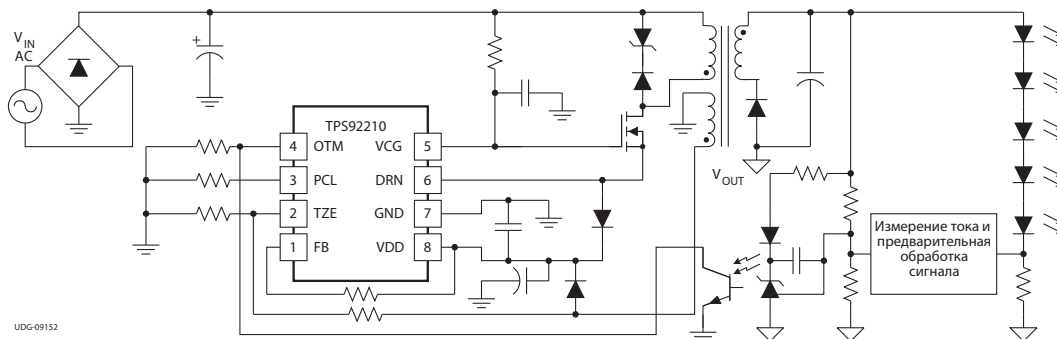 V IN
AC
TPS92210
4 OTM VCG 5
3 PCL DRN 6
2 TZE GND 7
1 FB VDD 8
V OUT
Измерение тока и
предварительная
обработка
сигнала
+
UDG-09152